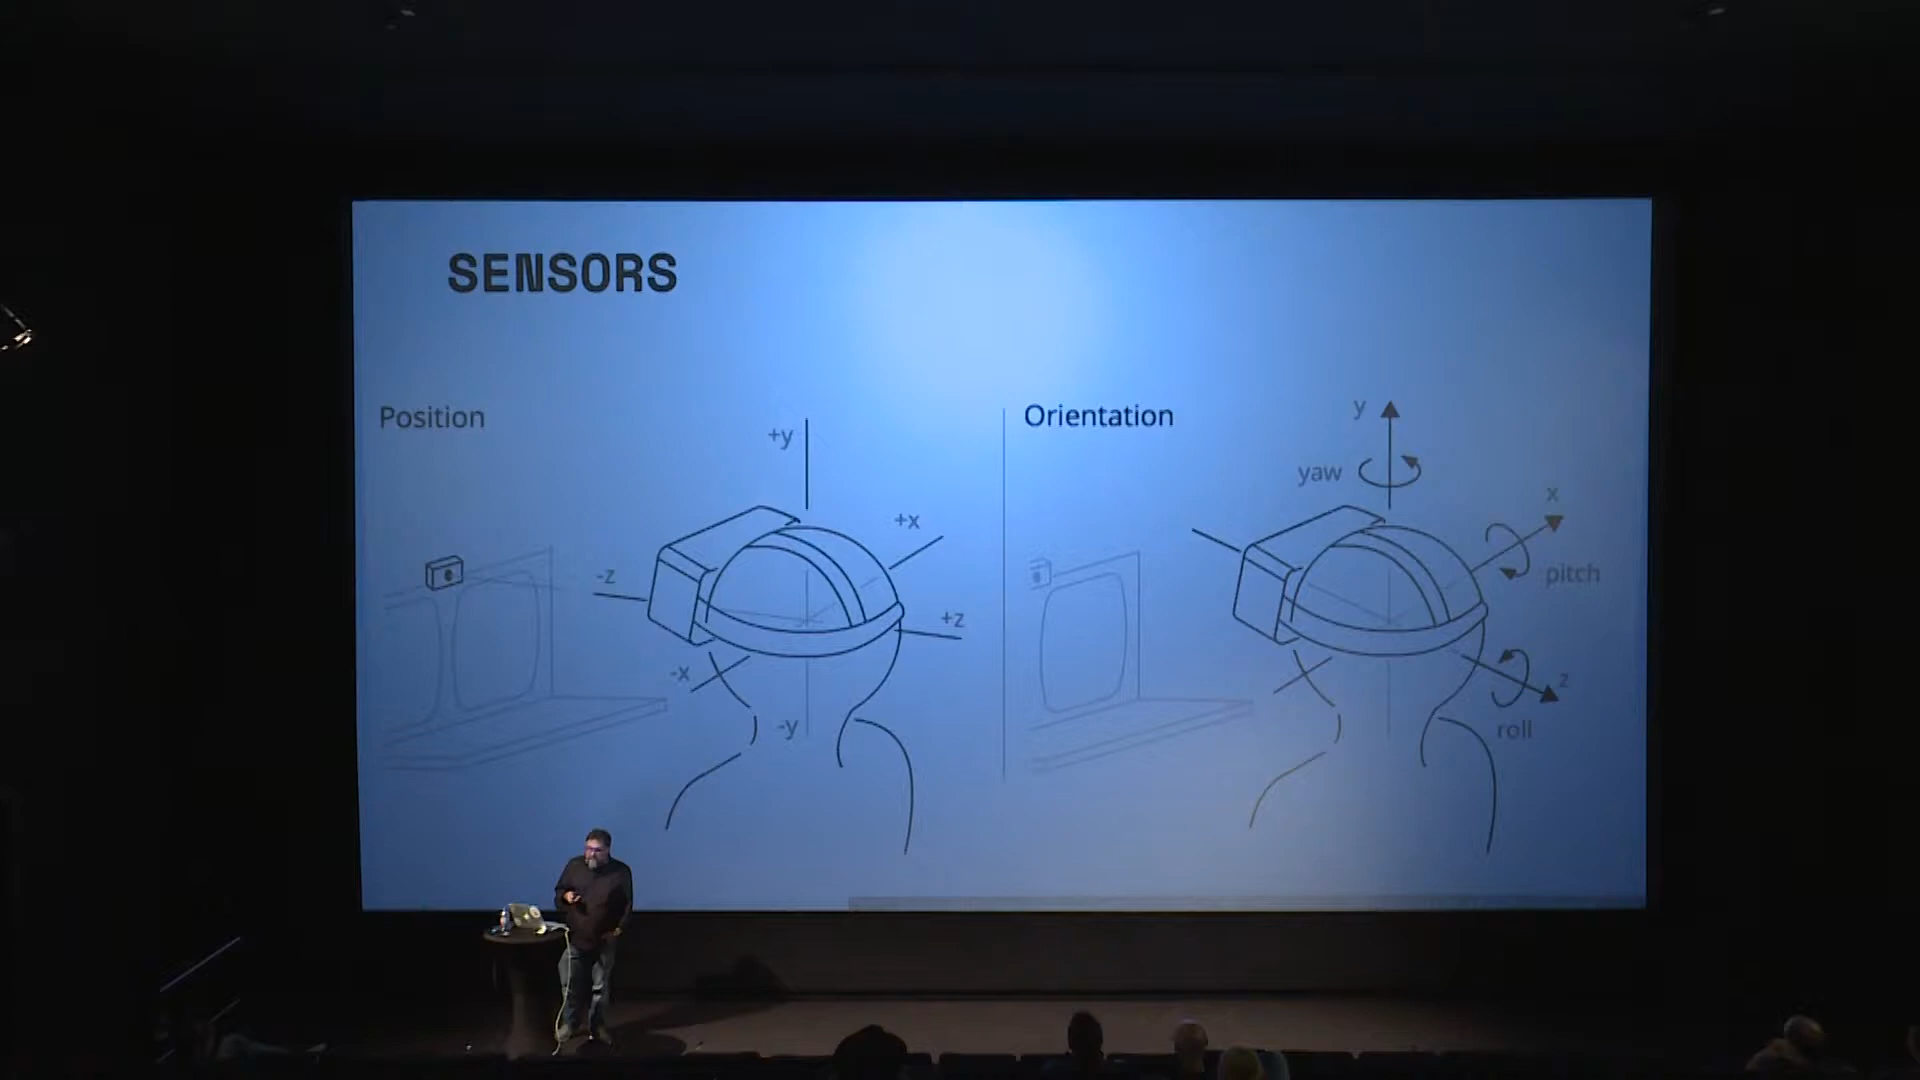 SENSORS
Position
+y
+x
-z
+z
-x
-y
Orientation
y
yaw
x
pitch
z
roll